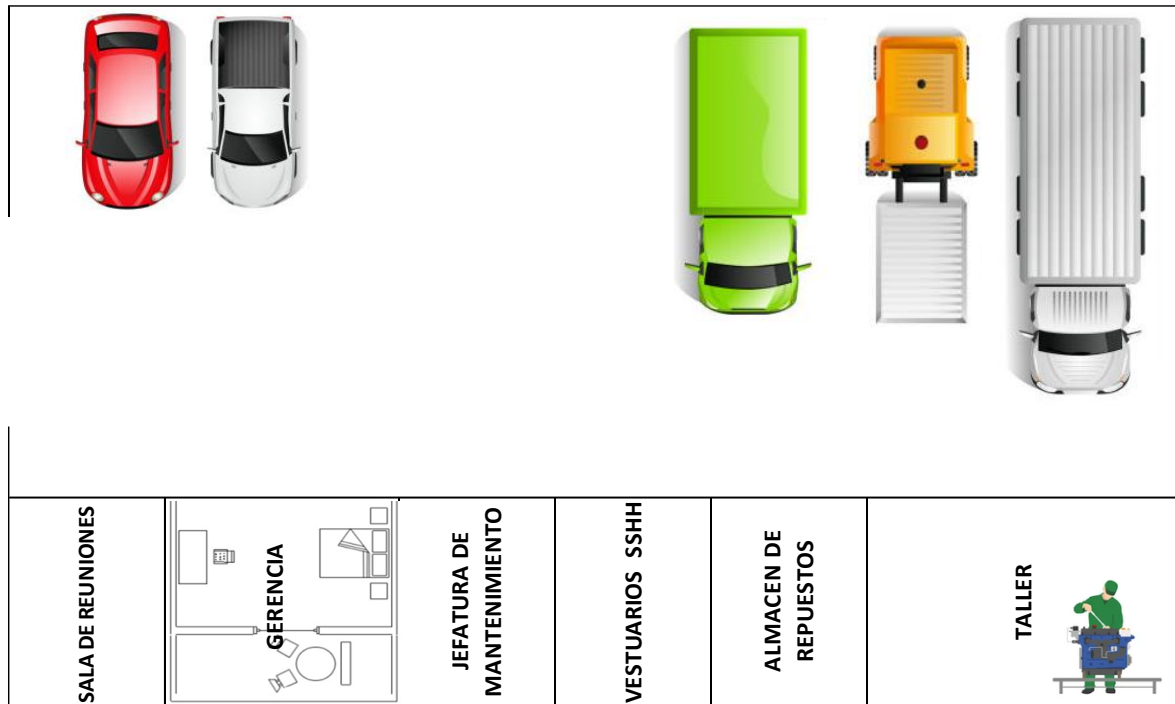 SALA DE REUNIONES
GERENCIA
JEFATURA DE
MANTENIMIENTO
VESTUARIOS SSHH
ALMACEN DE
REPUESTOS
TALLER